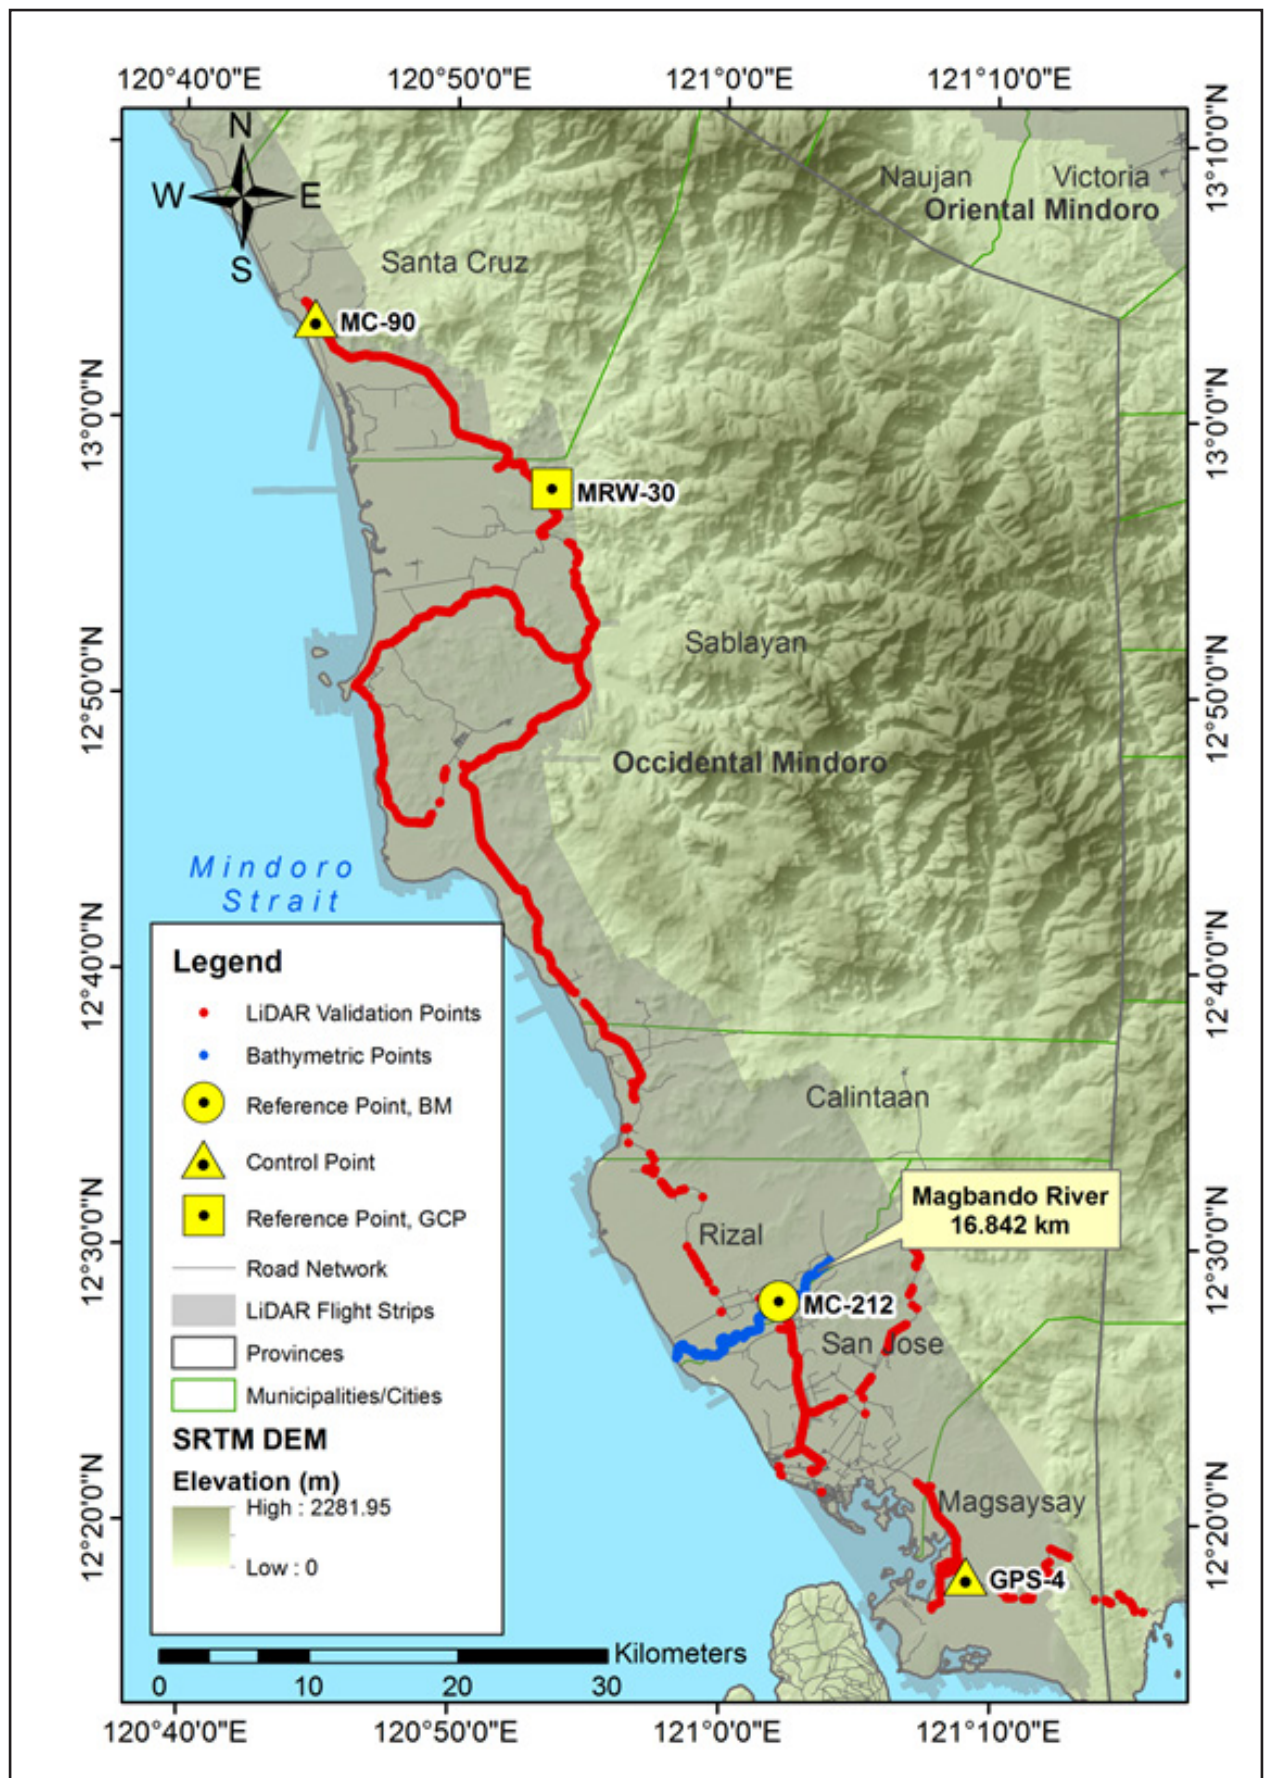 120°40'0"E 120°50'0"E 121°0'0"E 121°10'0"E
N
W E
S
Naujan Victoria
Oriental Mindoro
13°10'0"N
Santa Cruz
MC-90
13°0'0"N
13°0'0"N
MRW-30
Sablayan
12°50'0"N
12°50'0"N
Occidental Mindoro
Mindoro
Strait
12°40'0"N
12°40'0"N
Calintaan
Magbando River
16.842 km
Rizal
12°30'0"N
12°30'0"N
MC-212
San Jose
Magsaysay
12°20'0"N
12°20'0"N
GPS-4
Legend
LiDAR Validation Points
Bathymetric Points
Reference Point, BM
Control Point
Reference Point, GCP
Road Network
LiDAR Flight Strips
Provinces
Municipalities/Cities
SRTM DEM
Elevation (m)
High : 2281.95
Low : 0
Kilometers
0 10 20 30
120°40'0"E 120°50'0"E 121°0'0"E 121°10'0"E